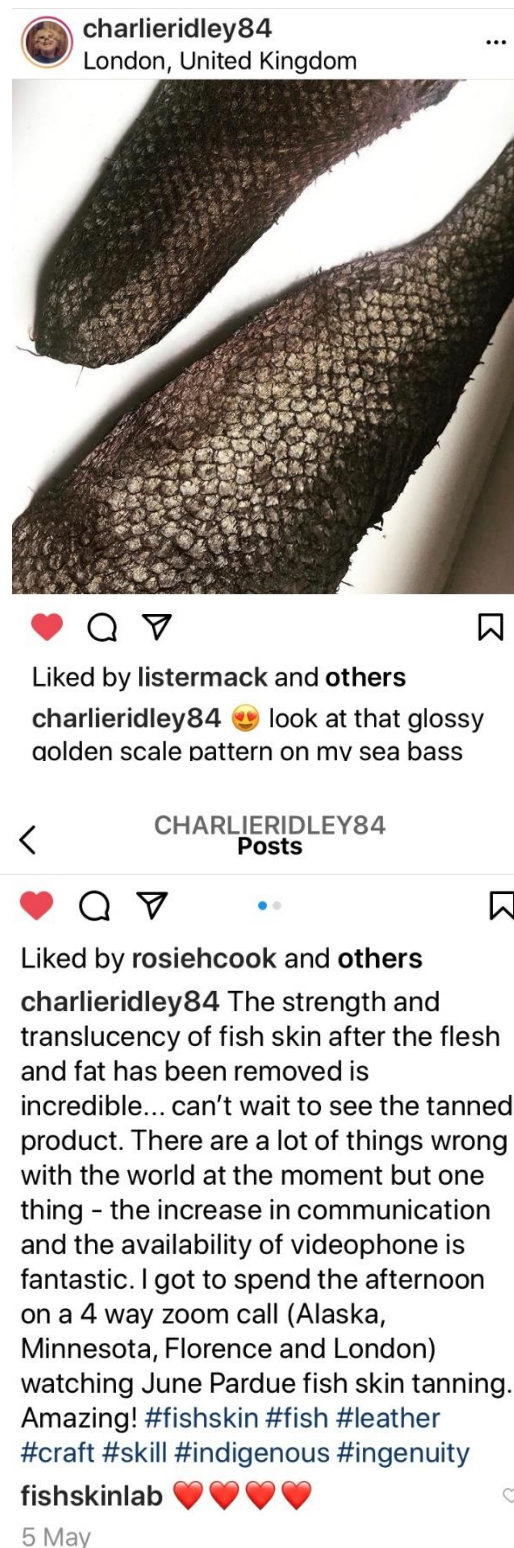 charlieridley84
London, United Kingdom
Liked by listermack and others
charlieridley84 😍 look at that glossy
golden scale pattern on my sea bass
CHARLIERIDLEY84
Posts
Liked by rosiehcook and others
charlieridley84 The strength and
translucency of fish skin after the flesh
and fat has been removed is
incredible... can't wait to see the tanned
product. There are a lot of things wrong
with the world at the moment but one
thing - the increase in communication
and the availability of videophone is
fantastic. I got to spend the afternoon
on a 4 way zoom call (Alaska,
Minnesota, Florence and London)
watching June Pardue fish skin tanning.
Amazing! #fishskin #fish #leather
#craft #skill #indigenous #ingenuity
fishskinlab ❤️❤️❤️❤️
5 May